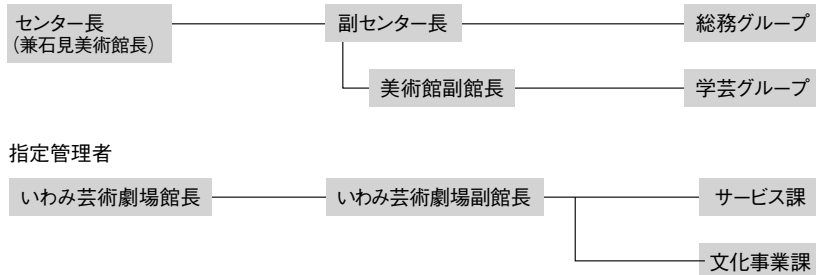 センター長
(兼石見美術館長)
副センター長
総務グループ
美術館副館長
学芸グループ
指定管理者
いわみ芸術劇場館長
いわみ芸術劇場副館長
サービス課
文化事業課